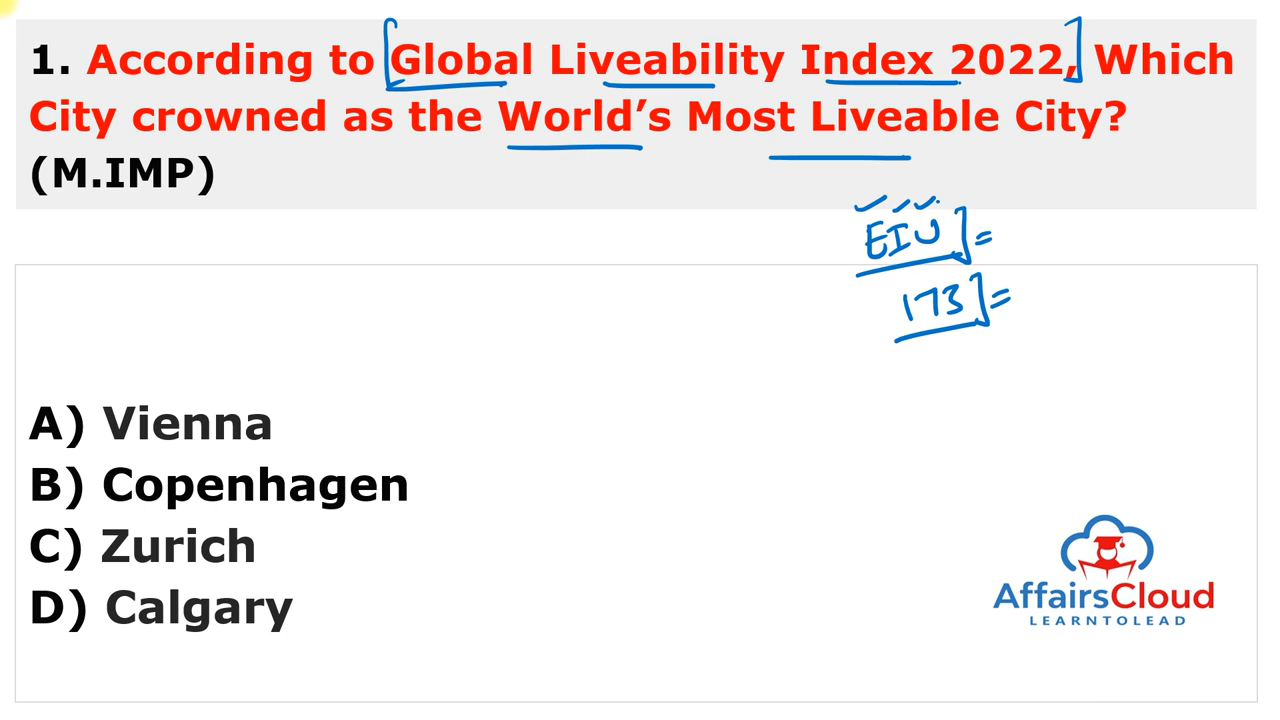 1. According to [Global Liveability Index 2022,] Which
City crowned as the World’s Most Liveable City?
(M.IMP)
EIU]=
173]=
A) Vienna
B) Copenhagen
C) Zurich
D) Calgary
AffairsCloud
LEARNTOLEAD